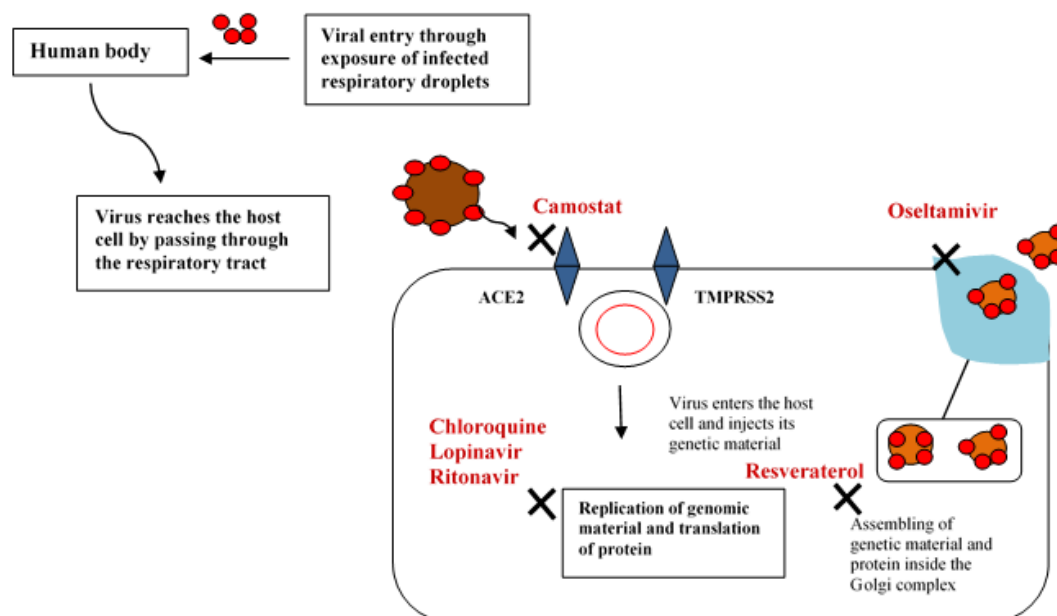 Human body
Viral entry through
exposure of infected
respiratory droplets
Virus reaches the host
cell by passing through
the respiratory tract
Camostat
Oseltamivir
ACE2
TMPRSS2
Virus enters the host
cell and injects its
genetic material
Chloroquine
Lopinavir
Ritonavir
Resveraterol
Replication of genomic
material and translation
of protein
Assembling of
genetic material and
protein inside the
Golgi complex